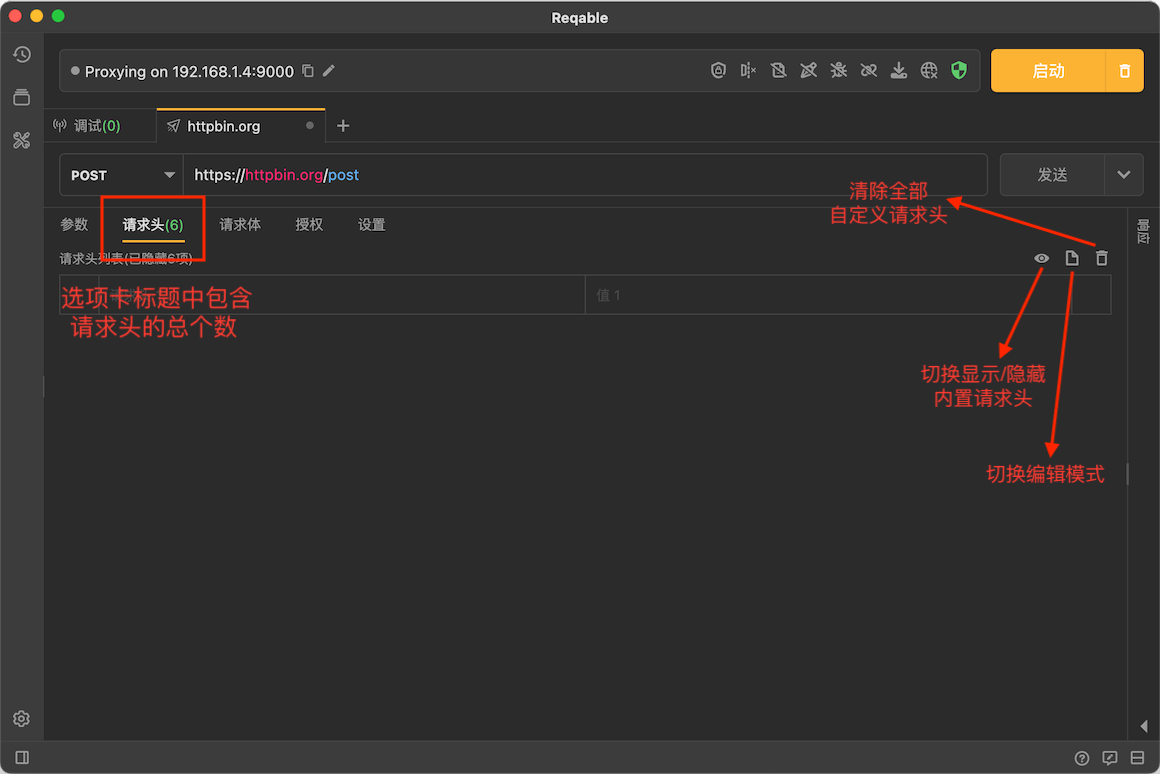 Reqable
Proxying on 192.168.1.4:9000
启动
调试(0)
httpbin.org
POST
https://httpbin.org/post
发送
参数
请求头(6)
请求体
授权
设置
清除全部
自定义请求头
响应
请求头列表(已隐藏6项)
值 1
选项卡标题中包含
请求头的总个数
切换显示/隐藏
内置请求头
切换编辑模式